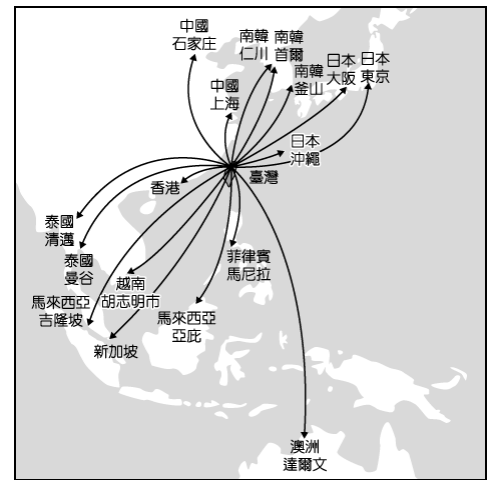 中國
石家庄
南韓
仁川
南韓
首爾
南韓
釜山
日本
大阪
日本
東京
中國
上海
日本
沖繩
臺灣
香港
泰國
清邁
泰國
曼谷
越南
胡志明市
菲律賓
馬尼拉
馬來西亞
吉隆坡
馬來西亞
亞庇
新加坡
澳洲
達爾文